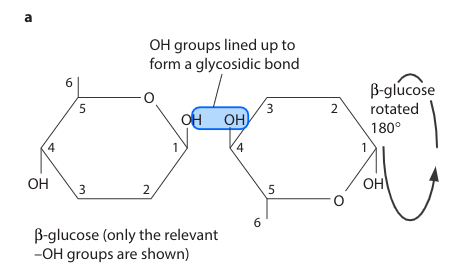 a
OH groups lined up to
form a glycosidic bond
6
5
O
OH
OH
3
2
β-glucose
rotated
180°
4
1
4
1
OH
3
2
5
O
OH
6
β-glucose (only the relevant
–OH groups are shown)